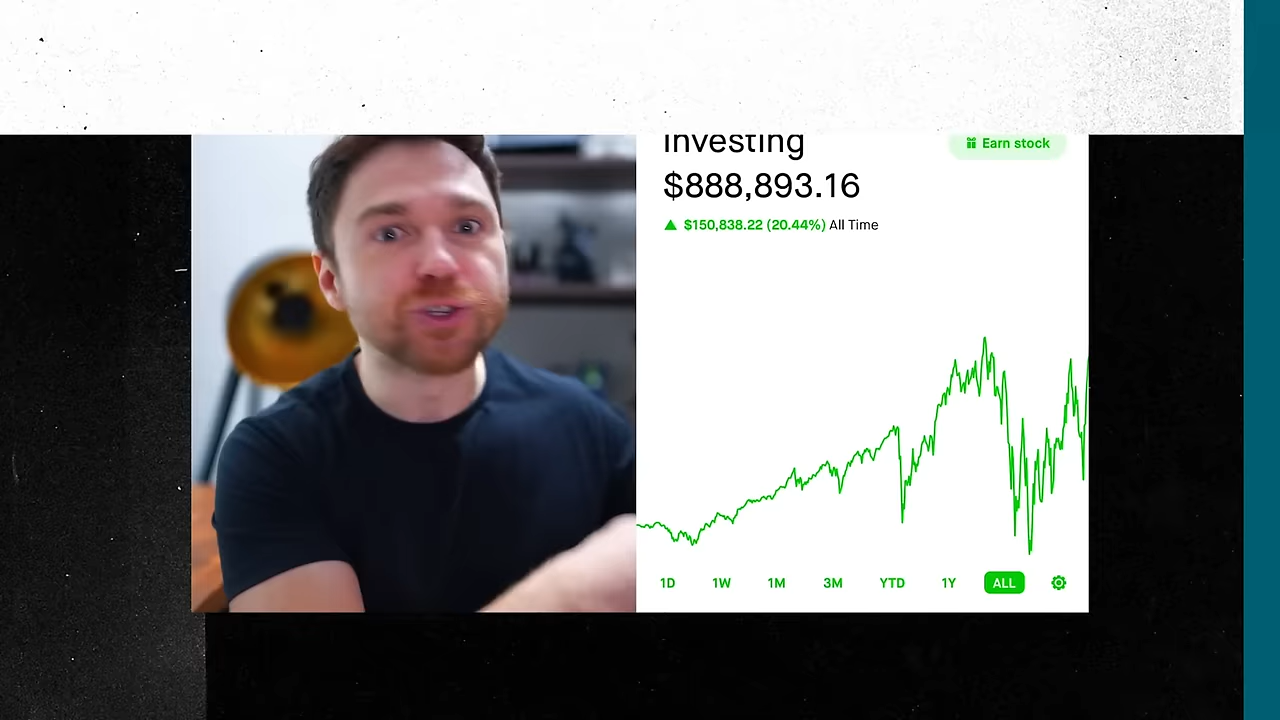 Investing
Earn stock
$888,893.16
▲ $150,838.22 (20.44%) All Time
1D 1W 1M 3M YTD 1Y ALL